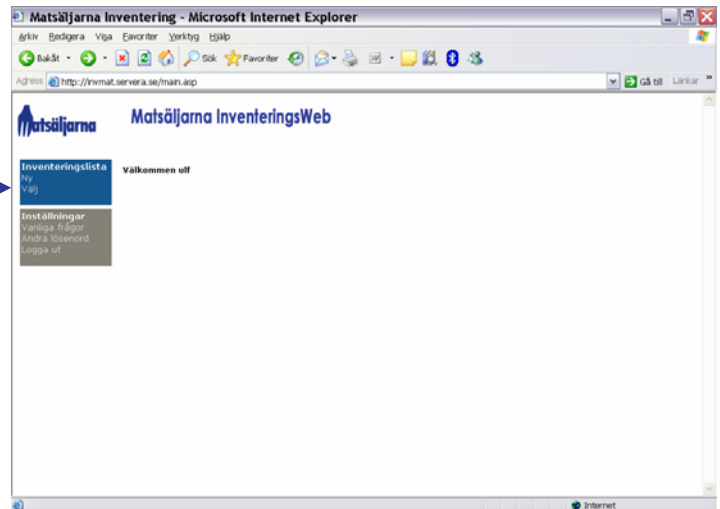 Matsäljarna Inventering - Microsoft Internet Explorer
Arkiv Redigera Visa Favoriter Verktyg Hjälp
Bakåt Sök Favoriter
Adress http://invmat.servera.se/main.asp Gå till Länkar »
Matsäljarna
Matsäljarna InventeringsWeb
Inventeringslista
Ny
Välj
Välkommen ulf
Inställningar
Vanliga frågor
Ändra lösenord
Logga ut
Internet